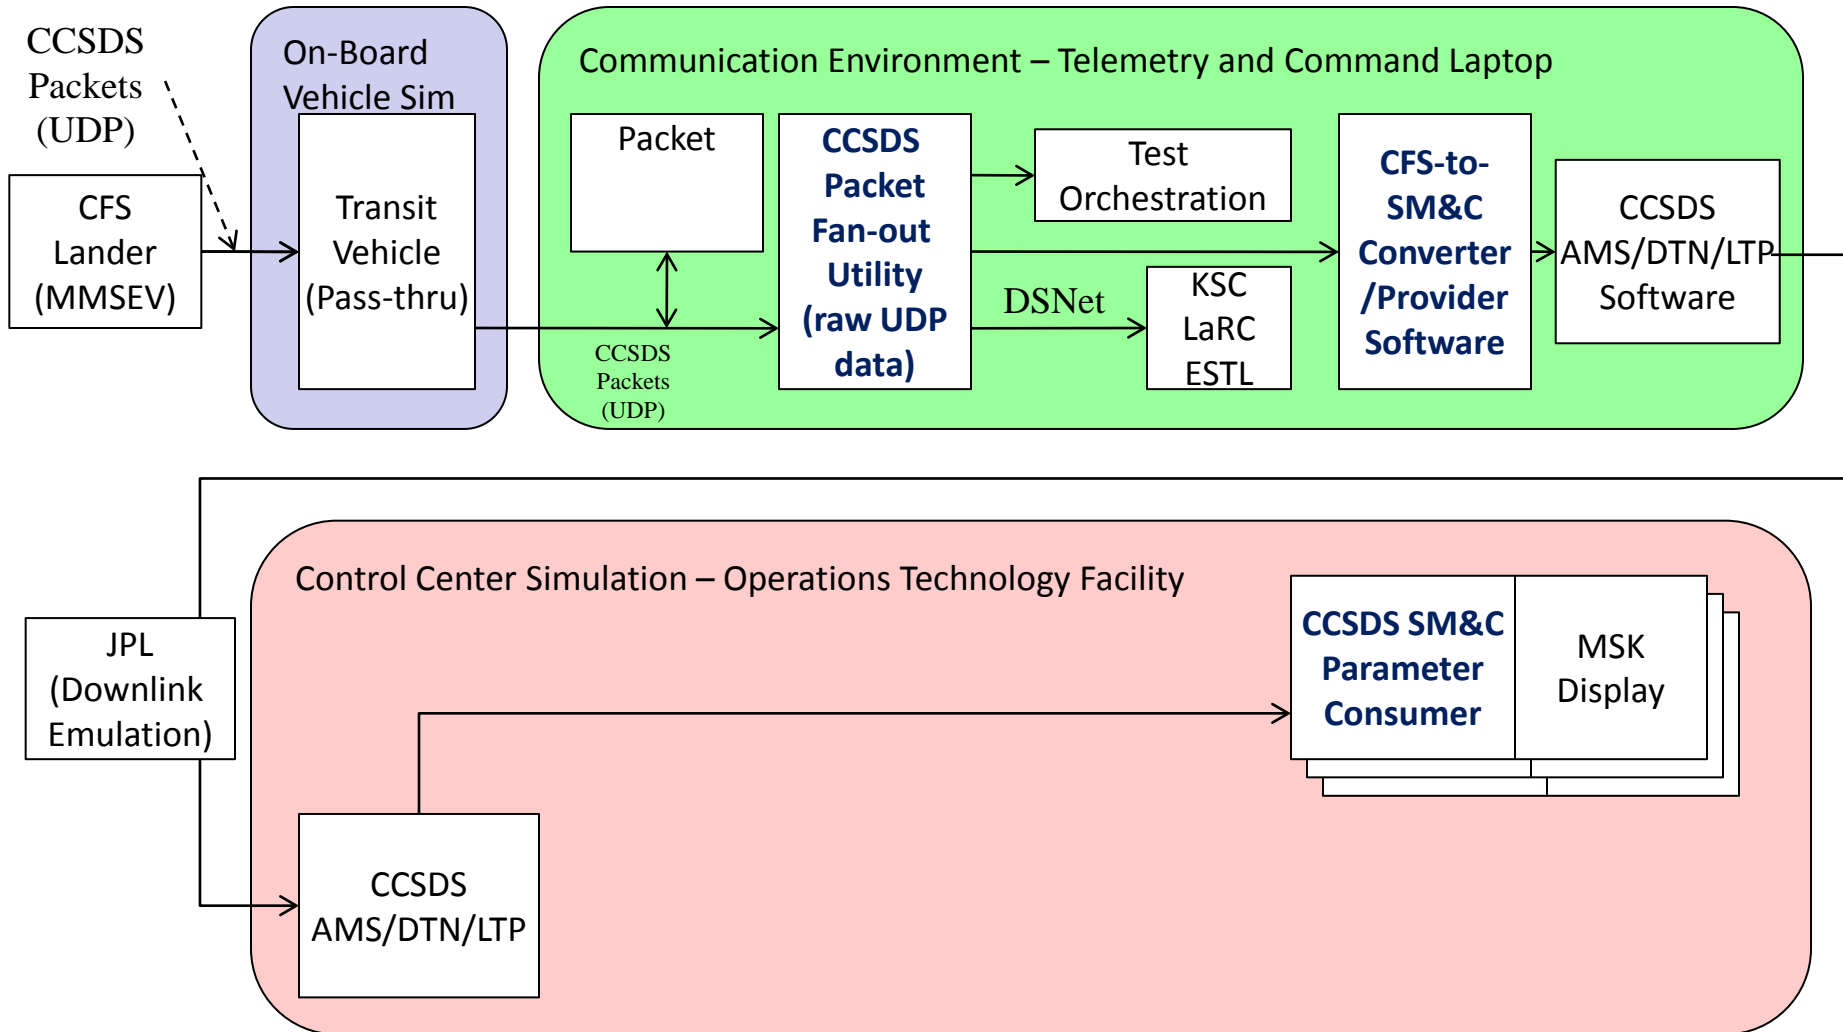 CCSDS
Packets
(UDP)
On-Board
Vehicle Sim
Communication Environment – Telemetry and Command Laptop
CFS
Lander
(MMSEV)
Transit
Vehicle
(Pass-thru)
Packet
CCSDS
Packets
(UDP)
CCSDS
Packet
Fan-out
Utility
(raw UDP
data)
Test
Orchestration
DSNet
KSC
LaRC
ESTL
CFS-to-
SM&C
Converter
/Provider
Software
CCSDS
AMS/DTN/LTP
Software
Control Center Simulation – Operations Technology Facility
JPL
(Downlink
Emulation)
CCSDS
AMS/DTN/LTP
CCSDS SM&C
Parameter
Consumer
MSK
Display